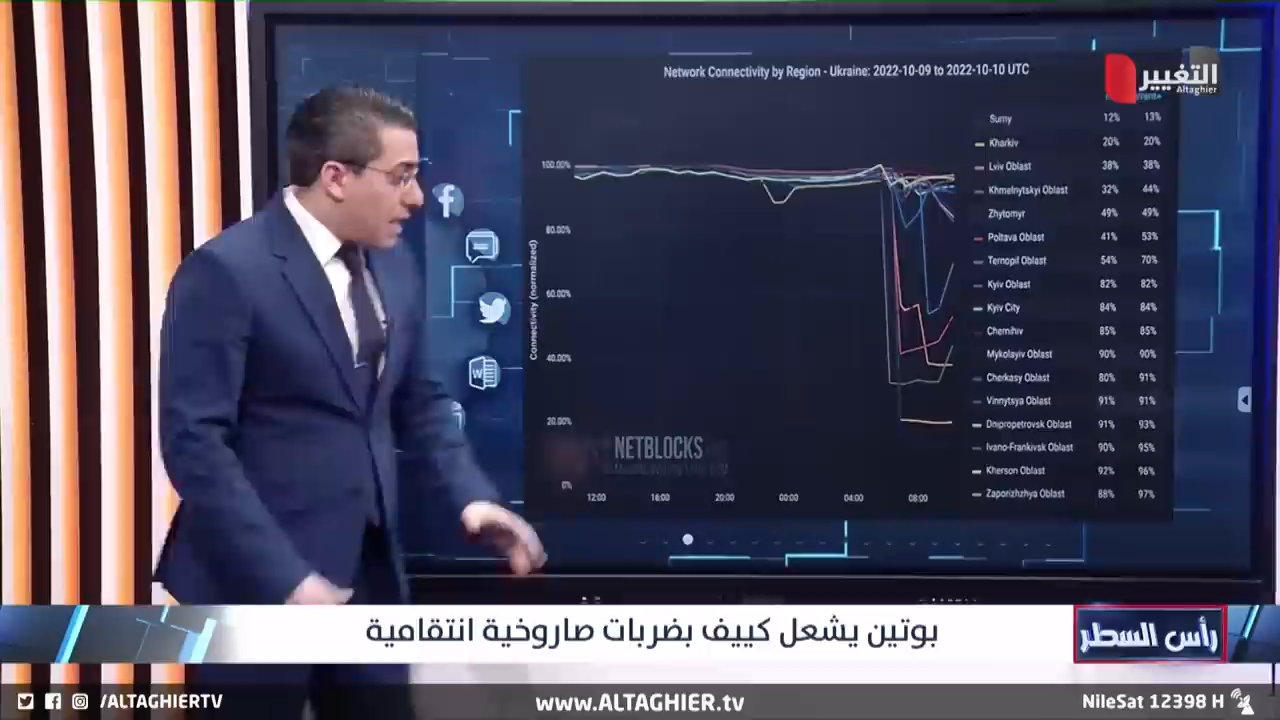 Network Connectivity by Region - Ukraine: 2022-10-09 to 2022-10-10 UTC
التغيير
Altaghier
Sumy 12% 13%
Kharkiv 20% 20%
Lviv Oblast 38% 38%
Khmelnytskyi Oblast 32% 44%
Zhytomyr 49% 49%
Poltava Oblast 41% 53%
Ternopil Oblast 54% 70%
Kyiv Oblast 82% 82%
Kyiv City 84% 84%
Chernihiv 85% 85%
Mykolayiv Oblast 90% 90%
Cherkasy Oblast 80% 91%
Vinnytsya Oblast 91% 91%
Dnipropetrovsk Oblast 91% 93%
Ivano-Frankivsk Oblast 90% 95%
Kherson Oblast 92% 96%
Zaporizhzhya Oblast 88% 97%
Connectivity (normalized)
100.00%
80.00%
60.00%
40.00%
20.00%
0%
12:00 16:00 20:00 00:00 04:00 08:00
NETBLOCKS
W
بوتين يشعل كييف بضربات صاروخية انتقامية
رأس السطر
/ALTAGHIERTV
www.ALTAGHIER.tv
NileSat 12398 H